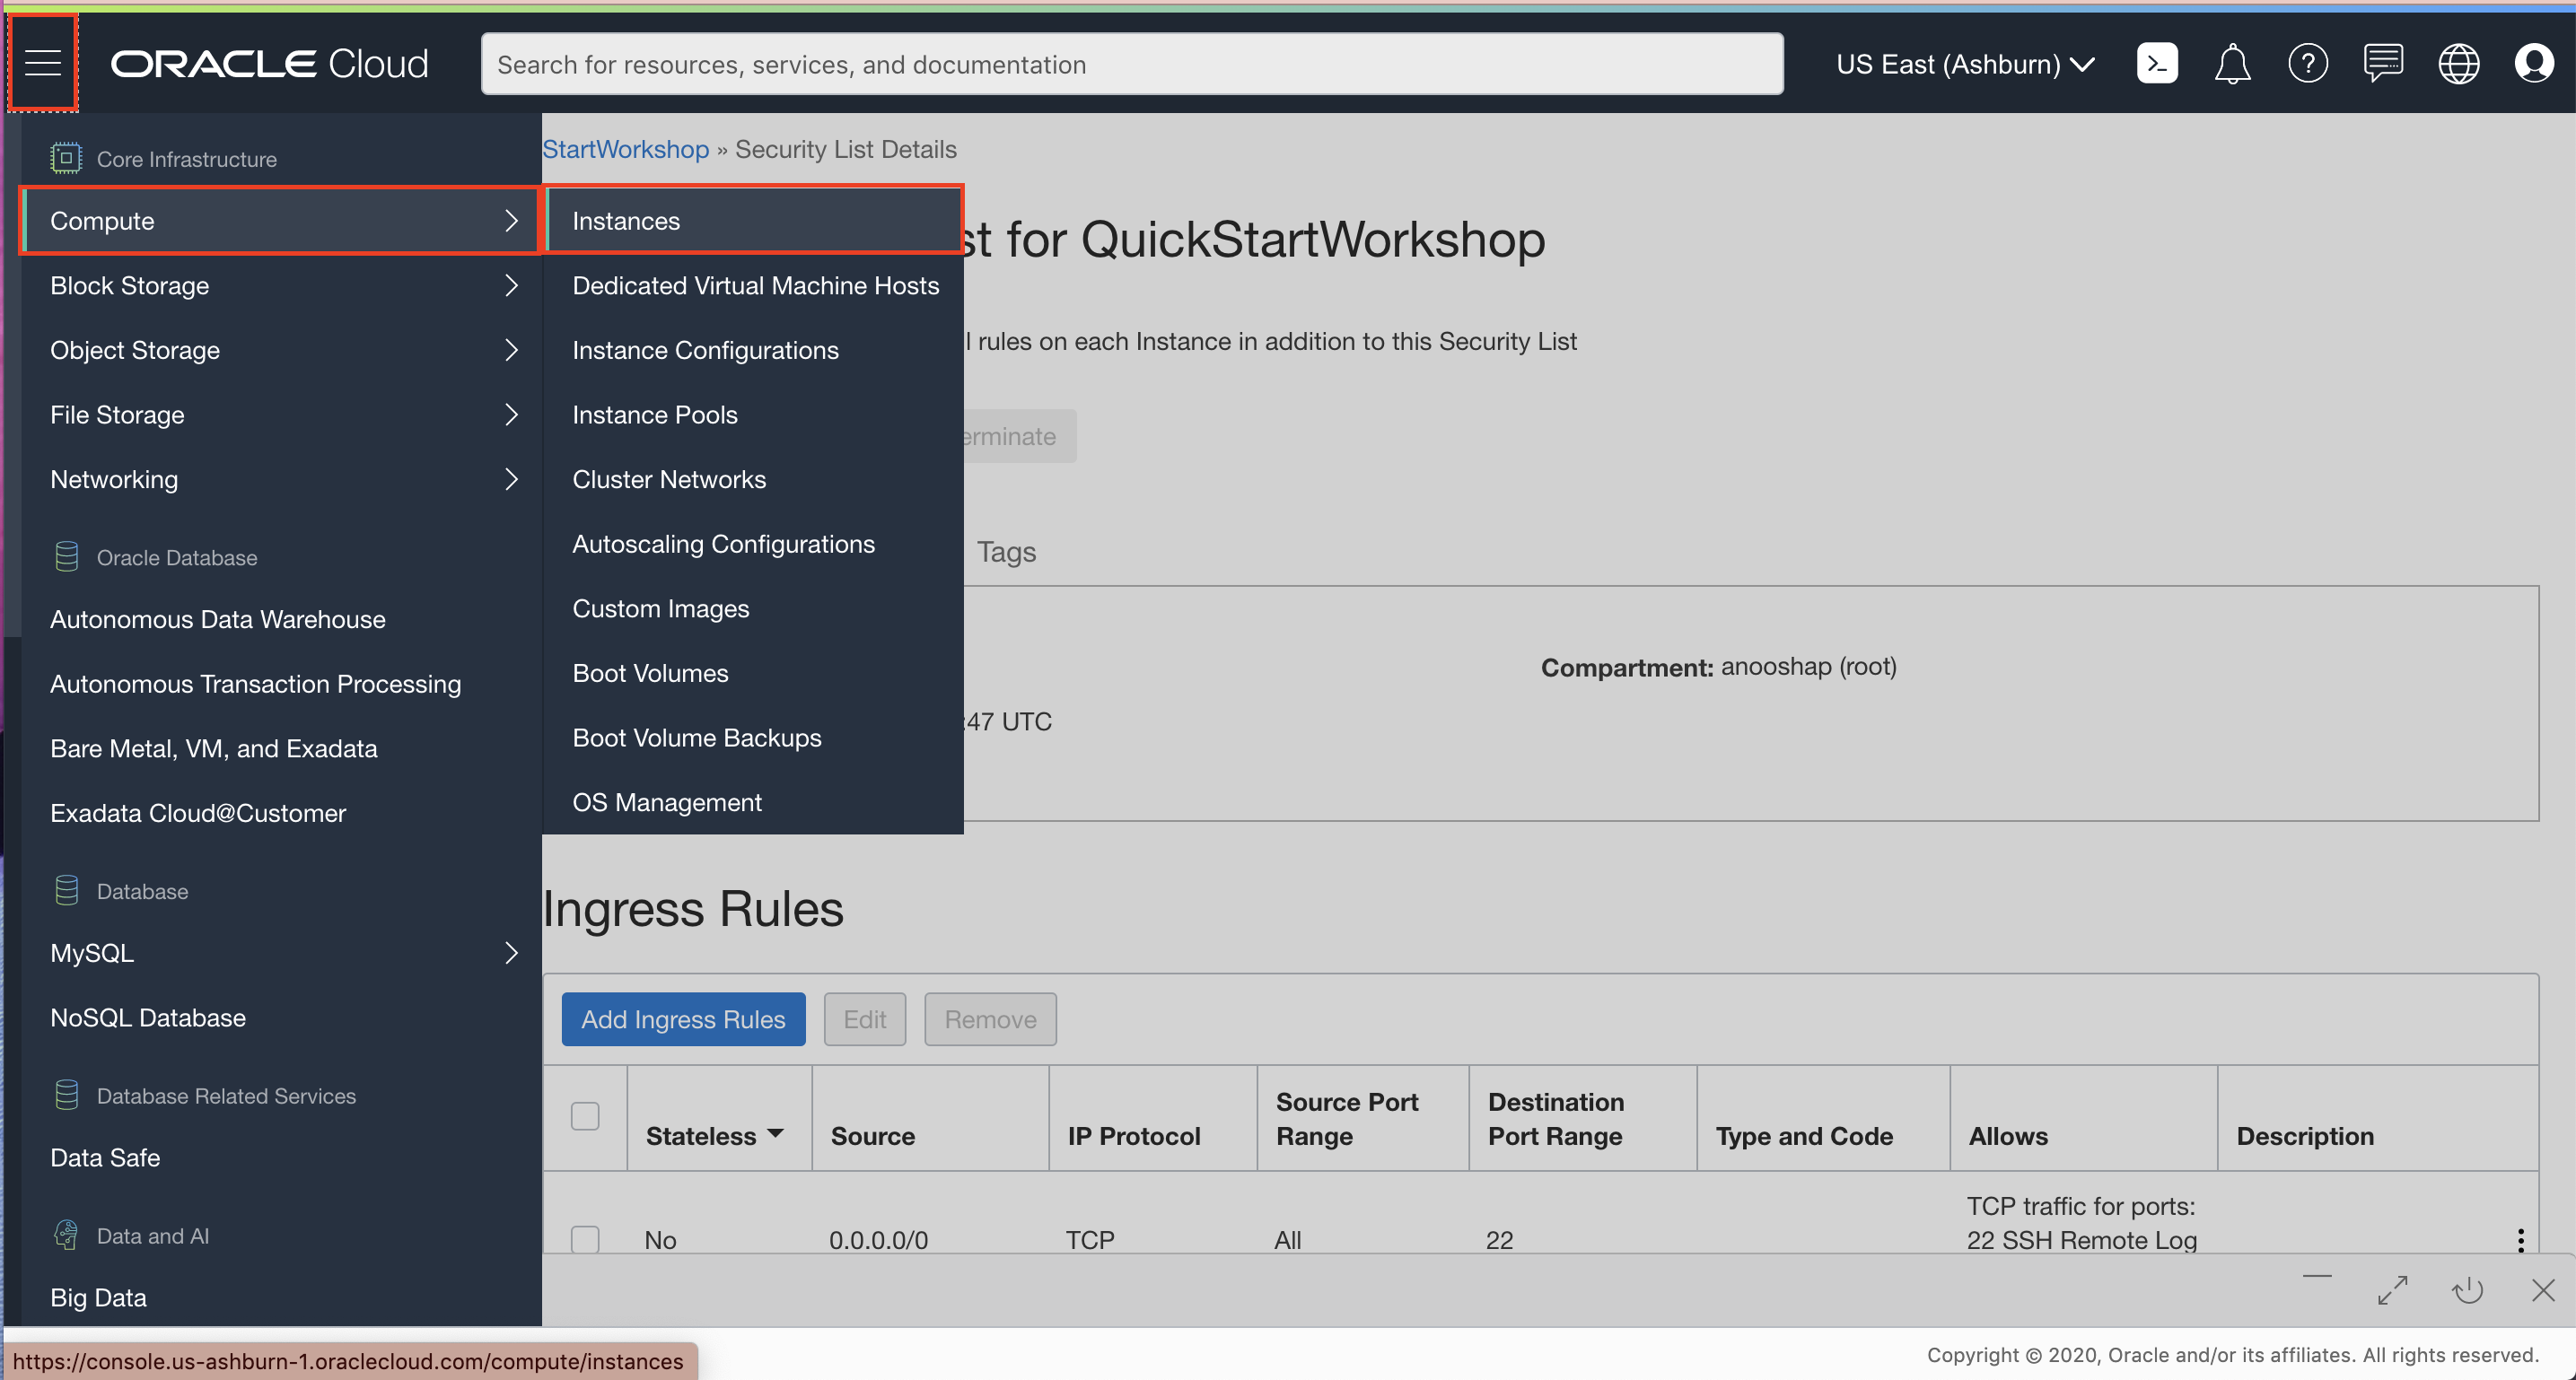 ORACLE Cloud
Search for resources, services, and documentation
US East (Ashburn)
Core Infrastructure
Compute
Block Storage
Object Storage
File Storage
Networking
Oracle Database
Autonomous Data Warehouse
Autonomous Transaction Processing
Bare Metal, VM, and Exadata
Exadata Cloud@Customer
Database
MySQL
NoSQL Database
Database Related Services
Data Safe
Data and AI
Big Data
Instances
Dedicated Virtual Machine Hosts
Instance Configurations
Instance Pools
Cluster Networks
Autoscaling Configurations
Custom Images
Boot Volumes
Boot Volume Backups
OS Management
StartWorkshop » Security List Details
st for QuickStartWorkshop
l rules on each Instance in addition to this Security List
erminate
Tags
Compartment: anooshap (root)
:47 UTC
Ingress Rules
Add Ingress Rules Edit Remove
Stateless Source IP Protocol Source Port Range Destination Port Range Type and Code Allows Description
No 0.0.0.0/0 TCP All 22 TCP traffic for ports:
22 SSH Remote Log
https://console.us-ashburn-1.oraclecloud.com/compute/instances
Copyright © 2020, Oracle and/or its affiliates. All rights reserved.